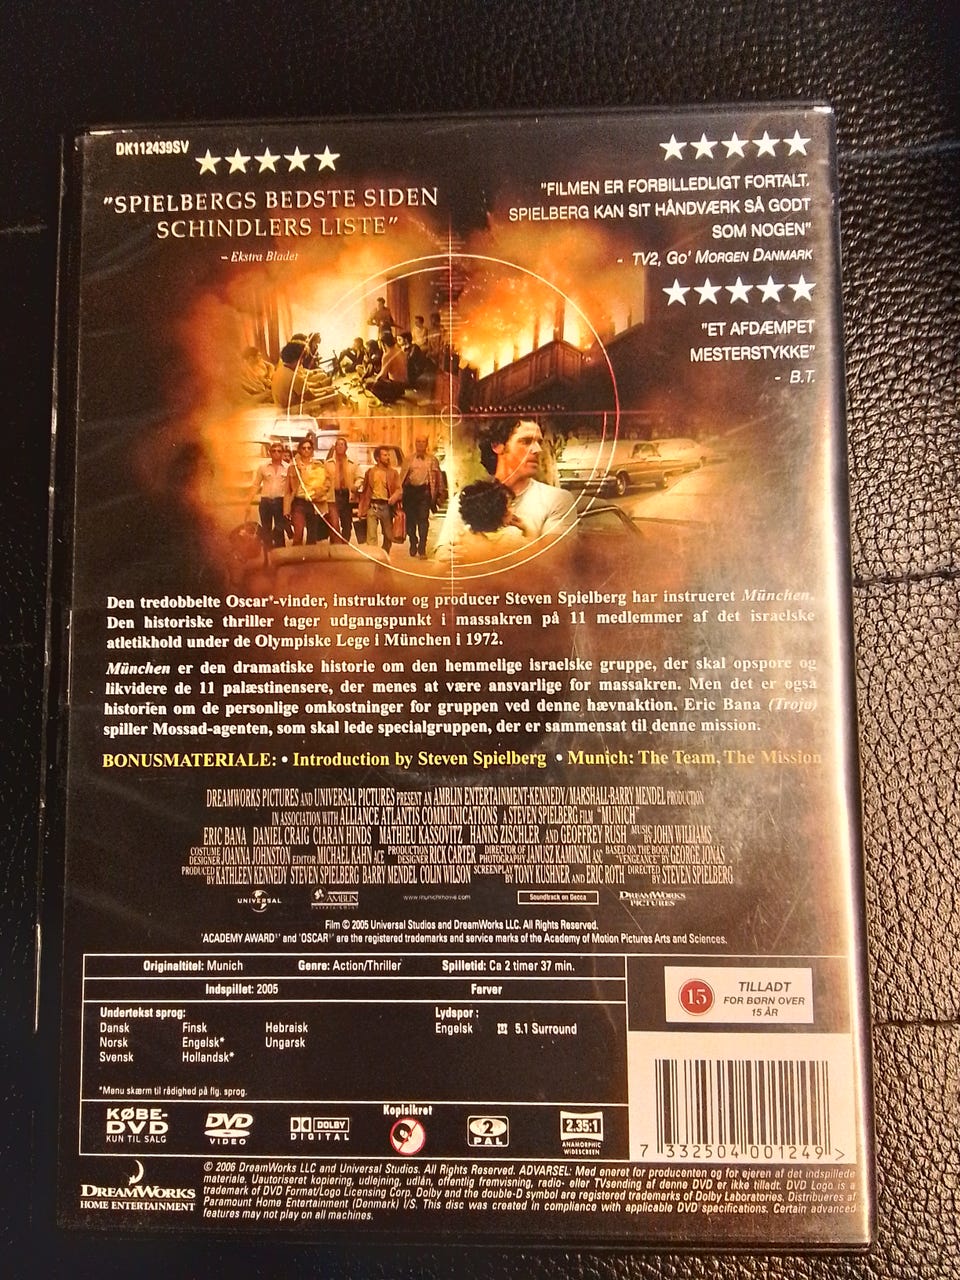 DK112439SV
"SPIELBERGS BEDSTE SIDEN
SCHINDLERS LISTE"
- Ekstra Bladet
"FILMEN ER FORBILLEDLIGT FORTALT.
SPIELBERG KAN SIT HÅNDVÆRK SÅ GODT
SOM NOGEN"
- TV2, GO' MORGEN DANMARK
"ET AFDÆMPET
MESTERSTYKKE"
- B.T.
Den tredobbelte Oscar®-vinder, instruktør og producer Steven Spielberg har instrueret München.
Den historiske thriller tager udgangspunkt i massakren på 11 medlemmer af det israelske
atletikhold under de Olympiske Lege i München i 1972.
München er den dramatiske historie om den hemmelige israelske gruppe, der skal opspore og
likvidere de 11 palæstinensere, der menes at være ansvarlige for massakren. Men det er også
historien om de personlige omkostninger for gruppen ved denne hævnaktion. Eric Bana (Troja)
spiller Mossad-agenten, som skal lede specialgruppen, der er sammensat til denne mission.
BONUSMATERIALE: • Introduction by Steven Spielberg • Munich: The Team, The Mission
DREAMWORKS PICTURES AND UNIVERSAL PICTURES PRESENT AN AMBLIN ENTERTAINMENT-KENNEDY/MARSHALL-BARRY MENDEL PRODUCTION
IN ASSOCIATION WITH ALLIANCE ATLANTIS COMMUNICATIONS A STEVEN SPIELBERG FILM "MUNICH"
ERIC BANA DANIEL CRAIG CIARAN HINDS MATHIEU KASSOVITZ HANNS ZISCHLER AND GEOFFREY RUSH MUSIC BY JOHN WILLIAMS
COSTUME DESIGNER JOANNA JOHNSTON EDITOR MICHAEL KAHN ACE PRODUCTION DESIGNER RICK CARTER DIRECTOR OF PHOTOGRAPHY JANUSZ KAMINSKI ASC BASED ON THE BOOK "VENGEANCE" BY GEORGE JONAS
PRODUCED BY KATHLEEN KENNEDY STEVEN SPIELBERG BARRY MENDEL COLIN WILSON SCREENPLAY BY TONY KUSHNER AND ERIC ROTH DIRECTED BY STEVEN SPIELBERG
UNIVERSAL
AMBLIN
ENTERTAINMENT
www.munichmovie.com
Soundtrack on Decca
DREAMWORKS
PICTURES
Film © 2005 Universal Studios and DreamWorks LLC. All Rights Reserved.
'ACADEMY AWARD®' and 'OSCAR®' are the registered trademarks and service marks of the Academy of Motion Pictures Arts and Sciences.
Originaltitel: Munich Genre: Action/Thriller Spilletid: Ca 2 timer 37 min.
Indspillet: 2005 Farver
Undertekst sprog: Lydspor:
Dansk Finsk Hebraisk Engelsk 5.1 Surround
Norsk Engelsk* Ungarsk
Svensk Hollandsk*
*Menu skærm til rådighed på flg. sprog.
15
TILLADT
FOR BØRN OVER
15 ÅR
KØBE-
DVD
KUN TIL SALG
DVD
VIDEO
DOLBY
DIGITAL
Kopisikret
2
PAL
2.35:1
ANAMORPHIC
WIDESCREEN
7 332504 001249 >
DREAMWORKS
HOME ENTERTAINMENT
© 2006 DreamWorks LLC and Universal Studios. All Rights Reserved. ADVARSEL: Med eneret for producenten og for ejeren af det indspillede
materiale. Uautoriseret kopiering, udlejning, udlån, offentlig fremvisning, radio- eller TVsending af denne DVD er ikke tilladt. DVD Logo is a
trademark of DVD Format/Logo Licensing Corp. Dolby and the double-D symbol are registered trademarks of Dolby Laboratories. Distribueres af
Paramount Home Entertainment (Denmark) I/S. This disc was created in compliance with applicable DVD specifications. Certain advanced
features may not play on all machines.